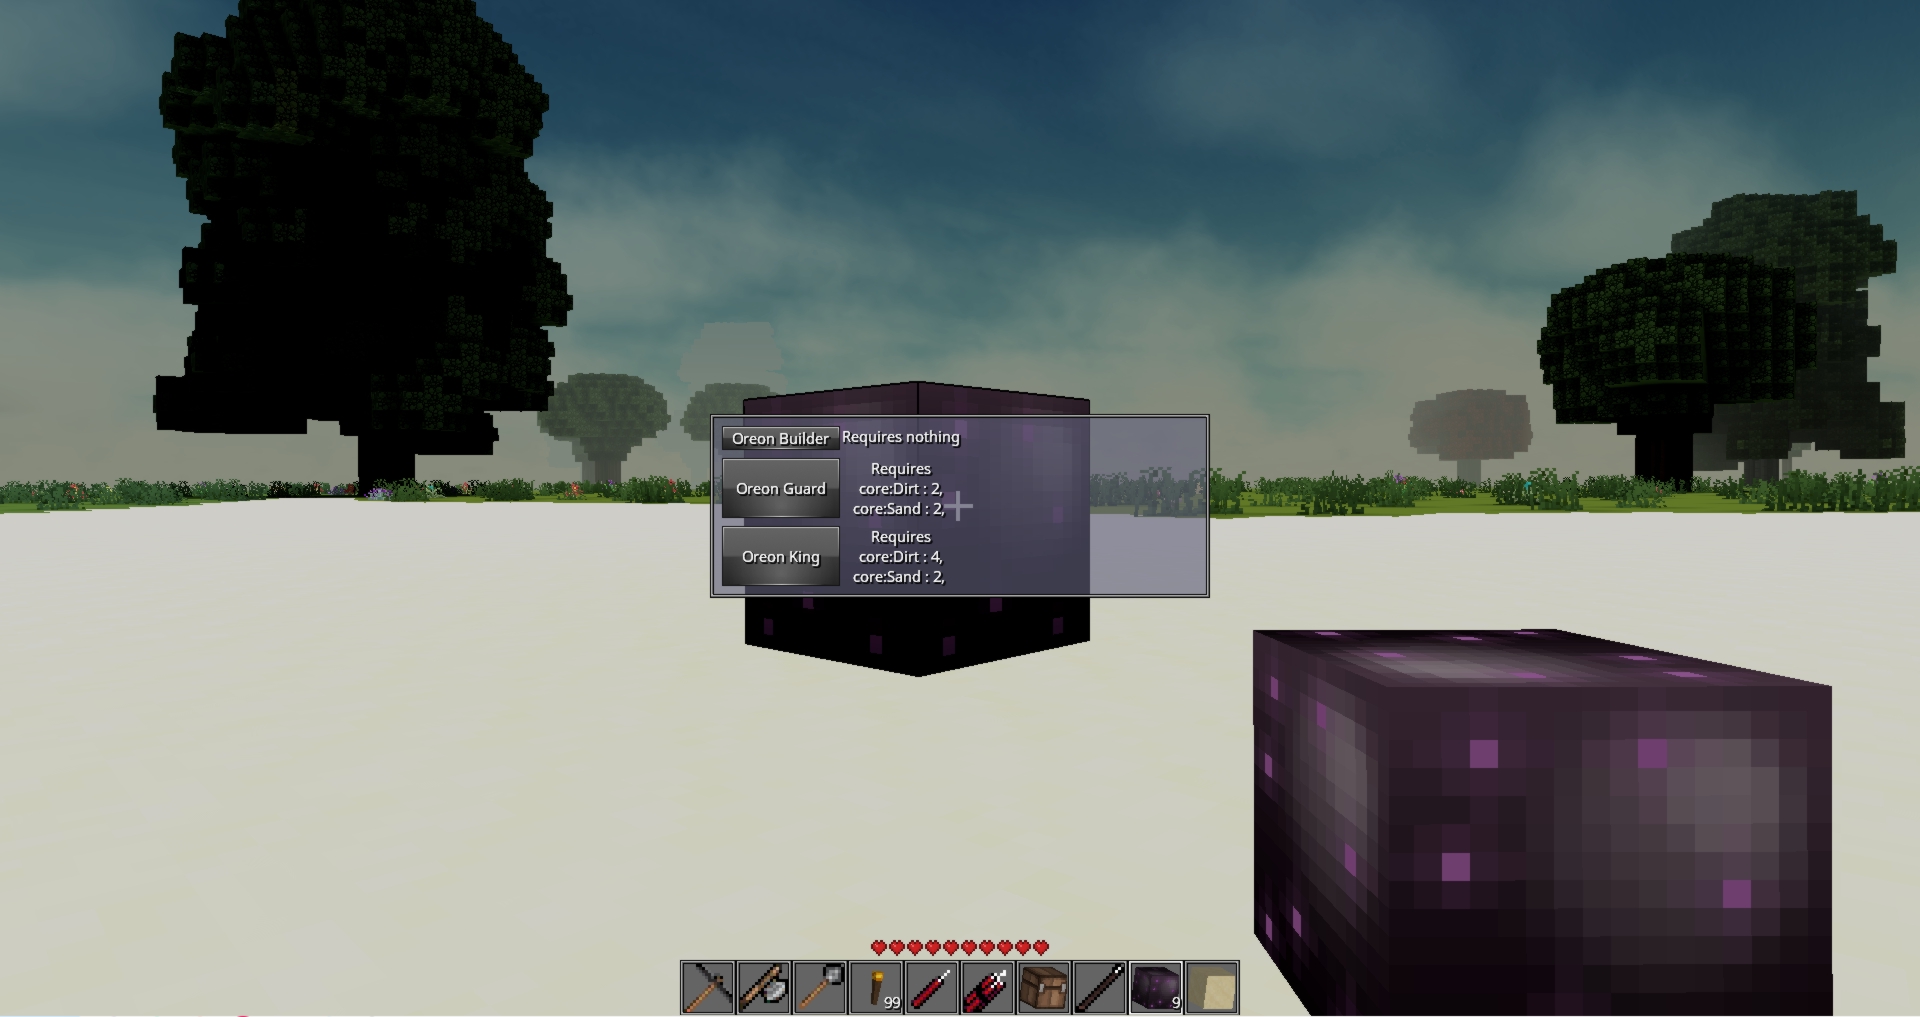 Oreon Builder Requires nothing
Oreon Guard
Requires
core:Dirt : 2,
core:Sand : 2,
Oreon King
Requires
core:Dirt : 4,
core:Sand : 2,
99
9